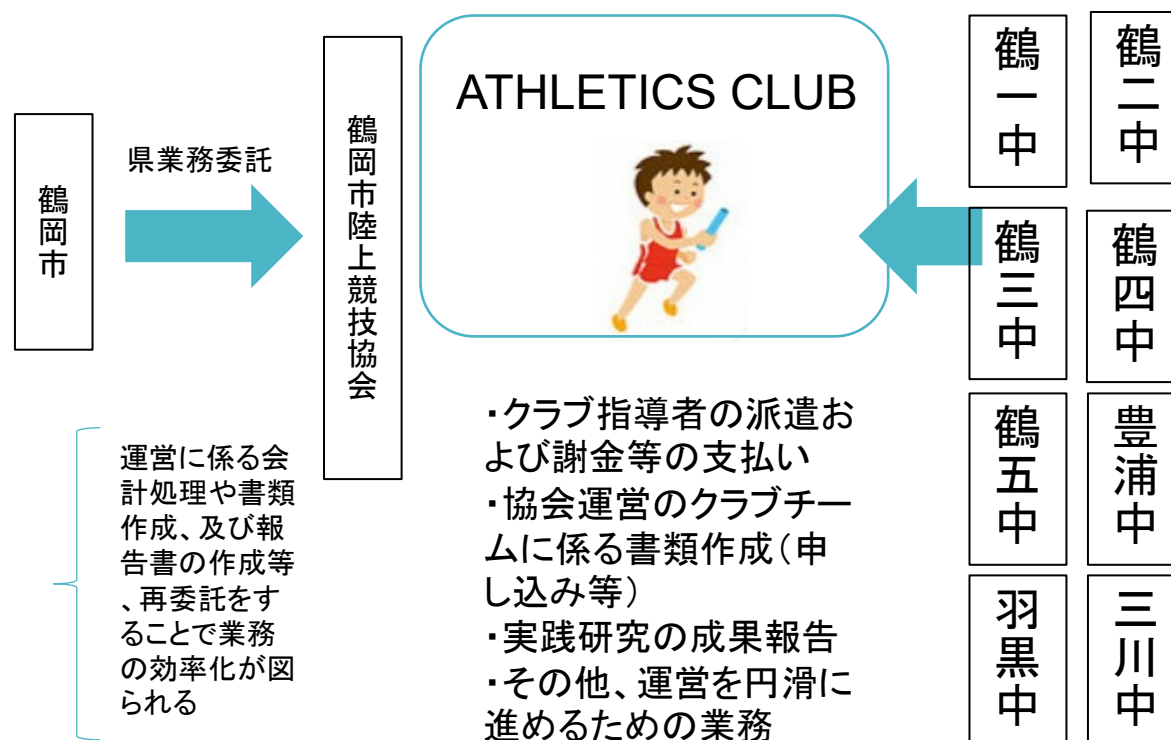 鶴岡市
県業務委託
鶴岡市陸上競技協会
ATHLETICS CLUB
鶴一中
鶴二中
鶴三中
鶴四中
鶴五中
豊浦中
羽黒中
三川中
運営に係る会
計処理や書類
作成、及び報
告書の作成等
、再委託をす
ることで業務
の効率化が図
られる
・クラブ指導者の派遣お
よび謝金等の支払い
・協会運営のクラブチー
ムに係る書類作成（申
し込み等）
・実践研究の成果報告
・その他、運営を円滑に
進めるための業務